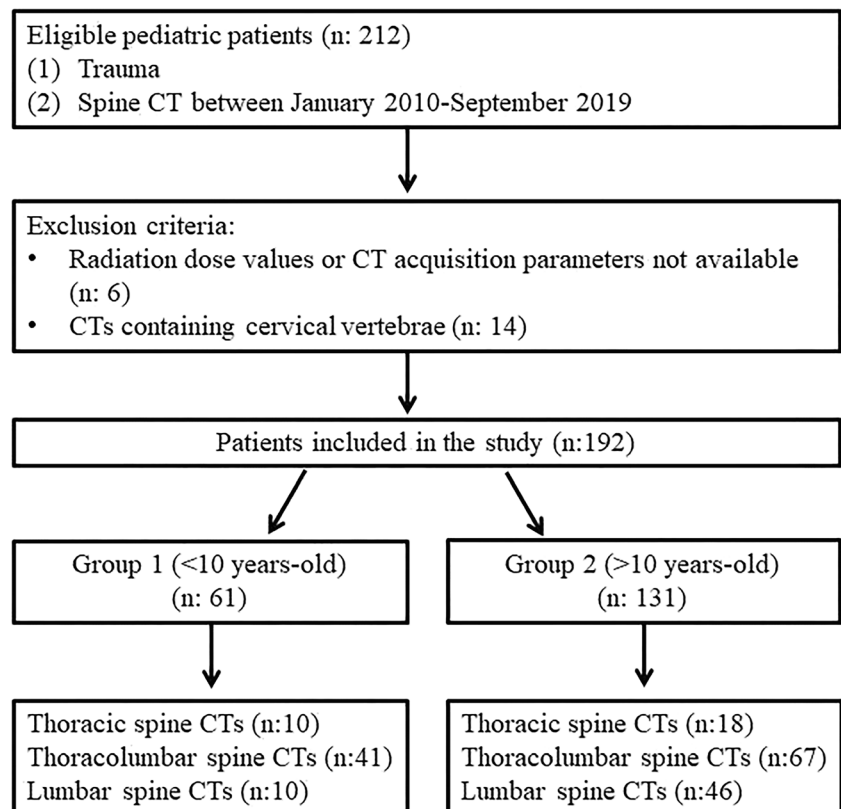 Eligible pediatric patients (n: 212)
(1) Trauma
(2) Spine CT between January 2010-September 2019
Exclusion criteria:
• Radiation dose values or CT acquisition parameters not available
(n: 6)
• CTs containing cervical vertebrae (n: 14)
Patients included in the study (n:192)
Group 1 (<10 years-old)
(n: 61)
Group 2 (>10 years-old)
(n: 131)
Thoracic spine CTs (n:10)
Thoracolumbar spine CTs (n:41)
Lumbar spine CTs (n:10)
Thoracic spine CTs (n:18)
Thoracolumbar spine CTs (n:67)
Lumbar spine CTs (n:46)